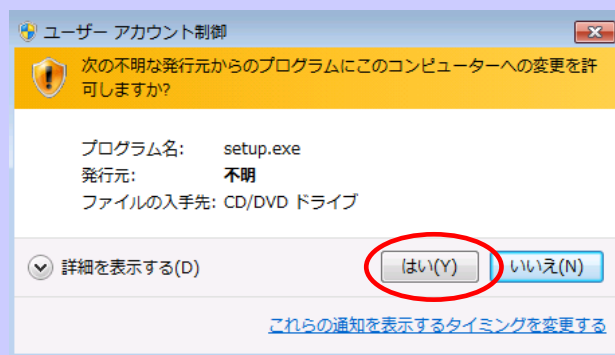 ユーザー アカウント制御
次の不明な発行元からのプログラムにこのコンピューターへの変更を許
可しますか?
プログラム名: setup.exe
発行元: 不明
ファイルの入手先: CD/DVD ドライブ
詳細を表示する(D) はい(Y) いいえ(N)
これらの通知を表示するタイミングを変更する